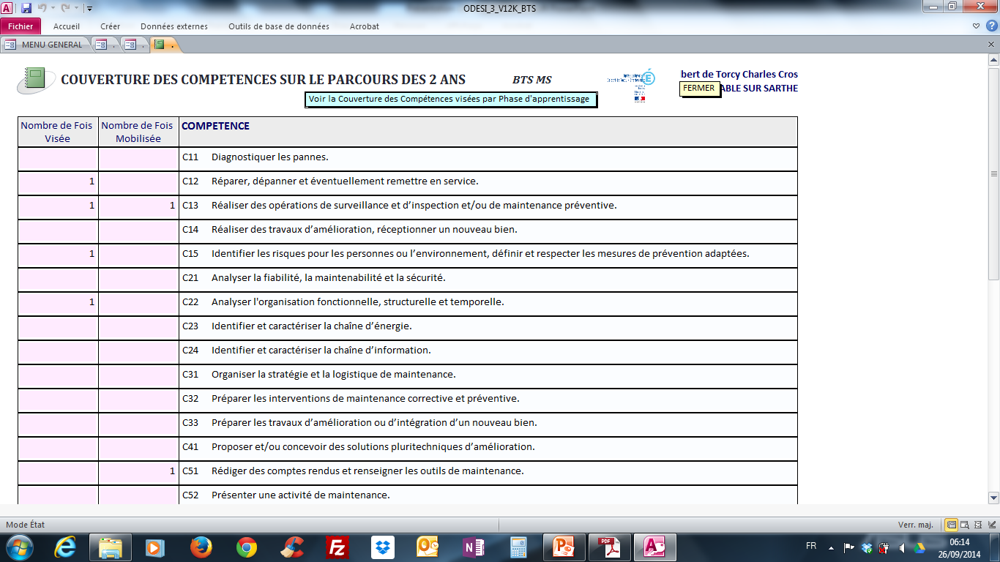 ODESI_3_V12K_BTS
Fichier Accueil Créer Données externes Outils de base de données Acrobat
MENU GENERAL . . .
COUVERTURE DES COMPETENCES SUR LE PARCOURS DES 2 ANS BTS MS bert de Torcy Charles Cros
FERMER ABLE SUR SARTHE
Voir la Couverture des Compétences visées par Phase d'apprentissage
Nombre de Fois Visée Nombre de Fois Mobilisée COMPETENCE
C11 Diagnostiquer les pannes.
1 C12 Réparer, dépanner et éventuellement remettre en service.
1 1 C13 Réaliser des opérations de surveillance et d’inspection et/ou de maintenance préventive.
C14 Réaliser des travaux d’amélioration, réceptionner un nouveau bien.
1 C15 Identifier les risques pour les personnes ou l’environnement, définir et respecter les mesures de prévention adaptées.
C21 Analyser la fiabilité, la maintenabilité et la sécurité.
1 C22 Analyser l'organisation fonctionnelle, structurelle et temporelle.
C23 Identifier et caractériser la chaîne d’énergie.
C24 Identifier et caractériser la chaîne d’information.
C31 Organiser la stratégie et la logistique de maintenance.
C32 Préparer les interventions de maintenance corrective et préventive.
C33 Préparer les travaux d’amélioration ou d’intégration d’un nouveau bien.
C41 Proposer et/ou concevoir des solutions pluritechniques d’amélioration.
1 C51 Rédiger des comptes rendus et renseigner les outils de maintenance.
C52 Présenter une activité de maintenance.
Mode État Verr. maj.
FR 06:14
26/09/2014